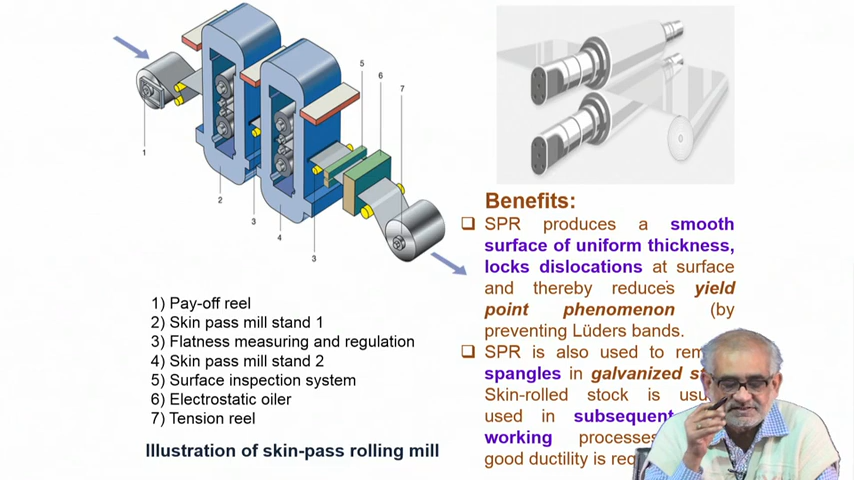 5
6
7
1
2
3
4
3
1) Pay-off reel
2) Skin pass mill stand 1
3) Flatness measuring and regulation
4) Skin pass mill stand 2
5) Surface inspection system
6) Electrostatic oiler
7) Tension reel
Illustration of skin-pass rolling mill
Benefits:
SPR produces a smooth
surface of uniform thickness,
locks dislocations at surface
and thereby reduces yield
point phenomenon (by
preventing Lüders bands.
SPR is also used to
spangles in galvanized
Skin-rolled stock is
used in subsequent
working processes
good ductility is